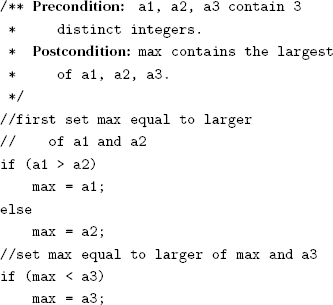 /** Precondition: a1, a2, a3 contain 3
 *     distinct integers.
 *  Postcondition: max contains the largest
 *     of a1, a2, a3.
 */
//first set max equal to larger
//   of a1 and a2
if (a1 > a2)
    max = a1;
else
    max = a2;
//set max equal to larger of max and a3
if (max < a3)
    max = a3;